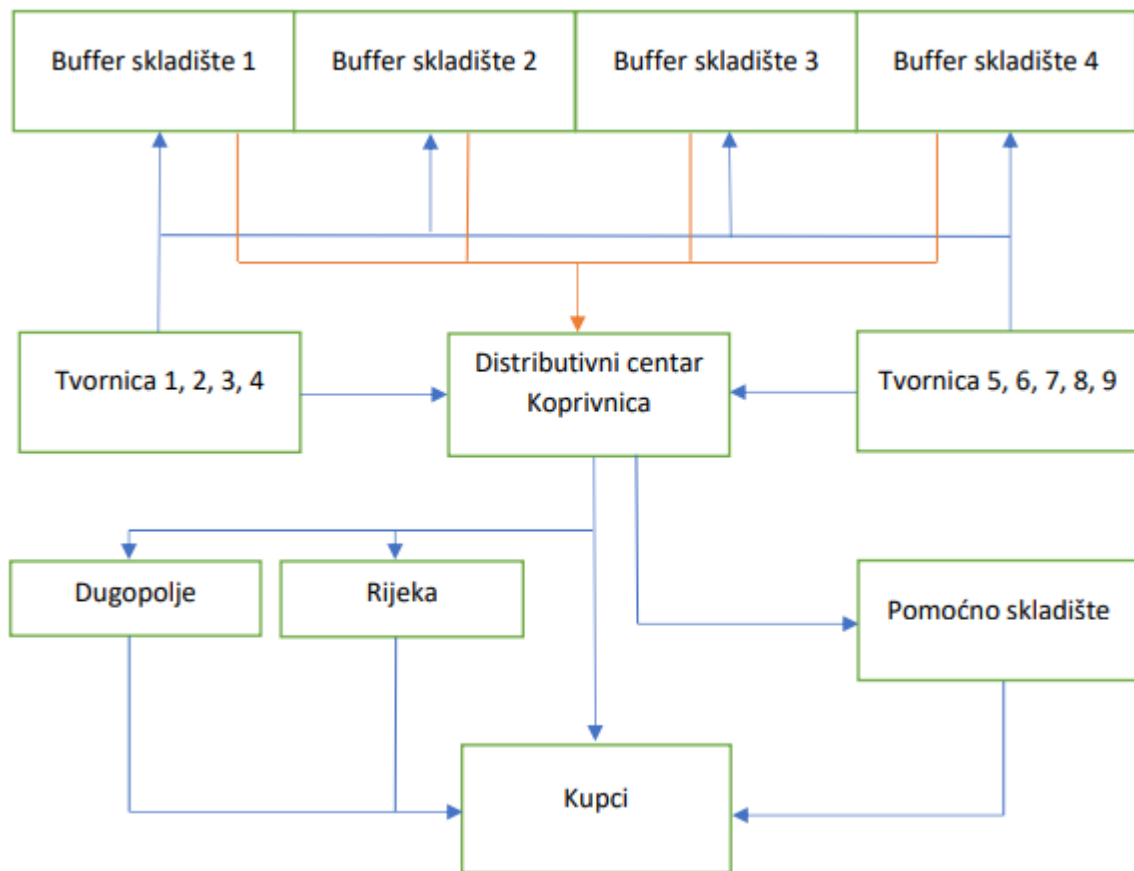 Buffer skladište 1
Buffer skladište 2
Buffer skladište 3
Buffer skladište 4
Tvornica 1, 2, 3, 4
Distributivni centar
Koprivnica
Tvornica 5, 6, 7, 8, 9
Dugopolje
Rijeka
Pomoćno skladište
Kupci